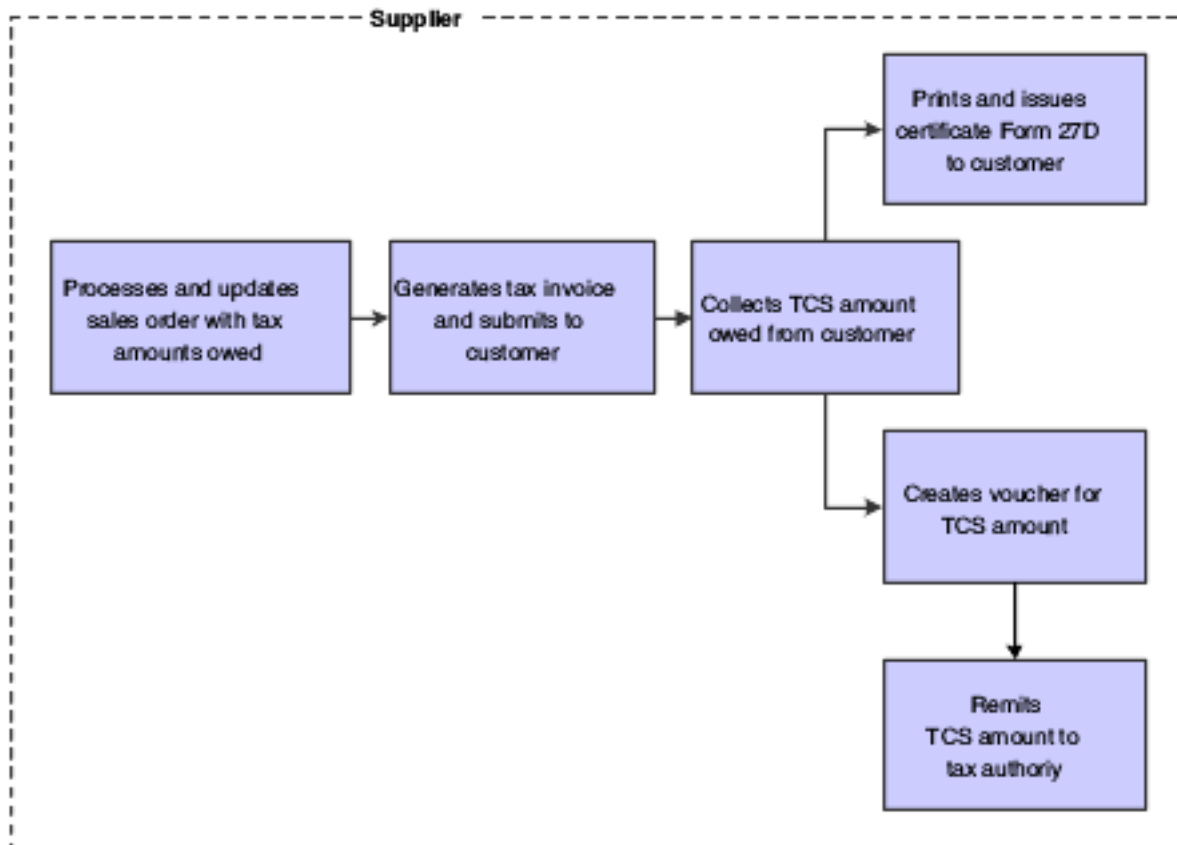 Supplier
Prints and issues
certificate Form 27D
to customer
Processes and updates
sales order with tax
amounts owed
Generates tax invoice
and submits to
customer
Collects TCS amount
owed from customer
Creates voucher for
TCS amount
Remits
TCS amount to
tax authoriy